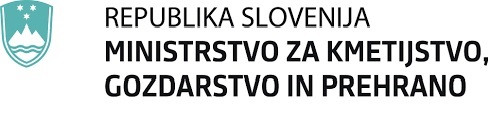 REPUBLIKA SLOVENIJA
MINISTRSTVO ZA KMETIJSTVO,
GOZDARSTVO IN PREHRANO